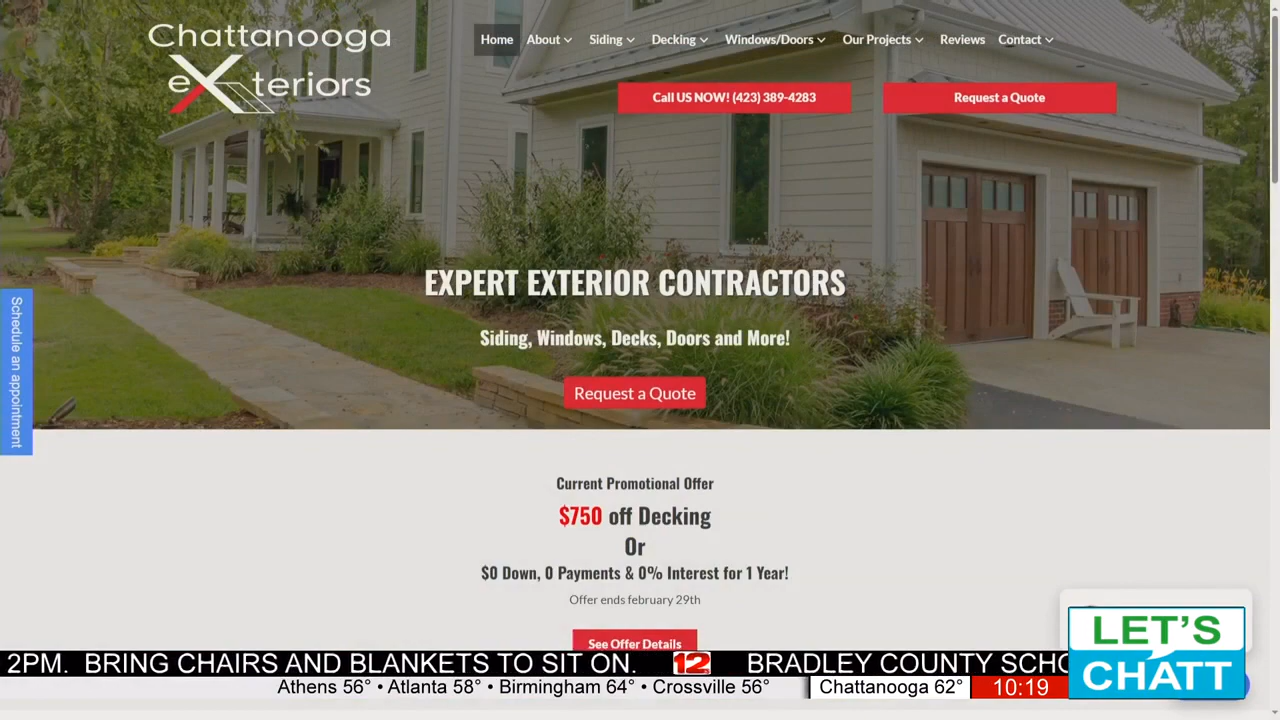 Chattanooga
eXteriors
Home About Siding Decking Windows/Doors Our Projects Reviews Contact
Call US NOW! (423) 389-4283
Request a Quote
EXPERT EXTERIOR CONTRACTORS
Siding, Windows, Decks, Doors and More!
Request a Quote
Schedule an appointment
Current Promotional Offer
$750 off Decking
Or
$0 Down, 0 Payments & 0% Interest for 1 Year!
Offer ends february 29th
See Offer Details
LET'S
CHATT
2PM. BRING CHAIRS AND BLANKETS TO SIT ON. 12 BRADLEY COUNTY SCHO
Athens 56° • Atlanta 58° • Birmingham 64° • Crossville 56° Chattanooga 62° 10:19